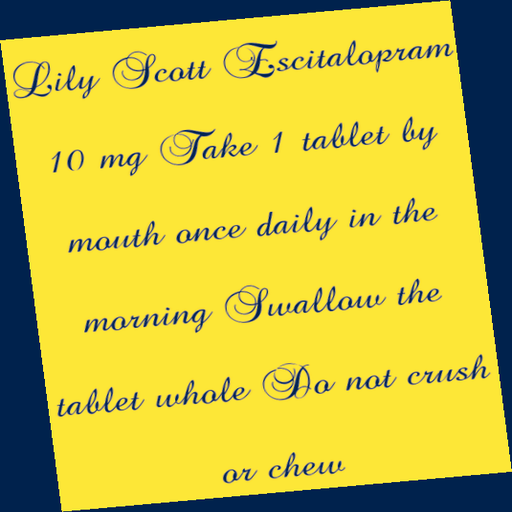 Lily Scott Escitalopram
10 mg Take 1 tablet by
mouth once daily in the
morning Swallow the
tablet whole Do not crush
or chew